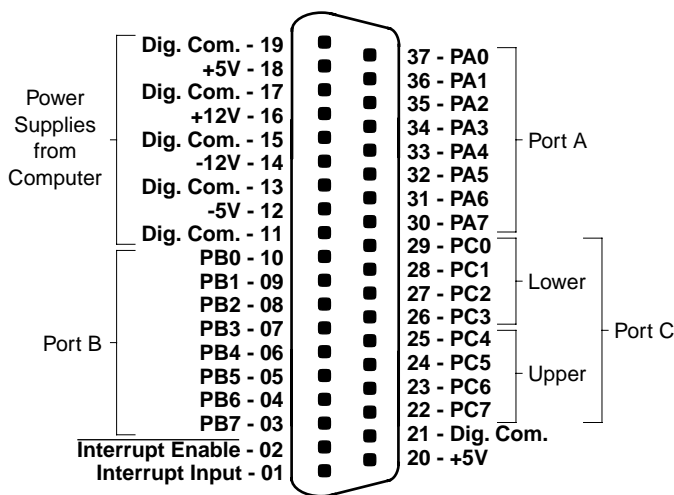 Dig. Com. - 19
+5V - 18
Dig. Com. - 17
+12V - 16
Dig. Com. - 15
-12V - 14
Dig. Com. - 13
-5V - 12
Dig. Com. - 11
PB0 - 10
PB1 - 09
PB2 - 08
PB3 - 07
PB4 - 06
PB5 - 05
PB6 - 04
PB7 - 03
Interrupt Enable - 02
Interrupt Input - 01
Power
Supplies
from
Computer
Port B
37 - PA0
36 - PA1
35 - PA2
34 - PA3
33 - PA4
32 - PA5
31 - PA6
30 - PA7
29 - PC0
28 - PC1
27 - PC2
26 - PC3
25 - PC4
24 - PC5
23 - PC6
22 - PC7
21 - Dig. Com.
20 - +5V
Port A
Lower
Upper
Port C